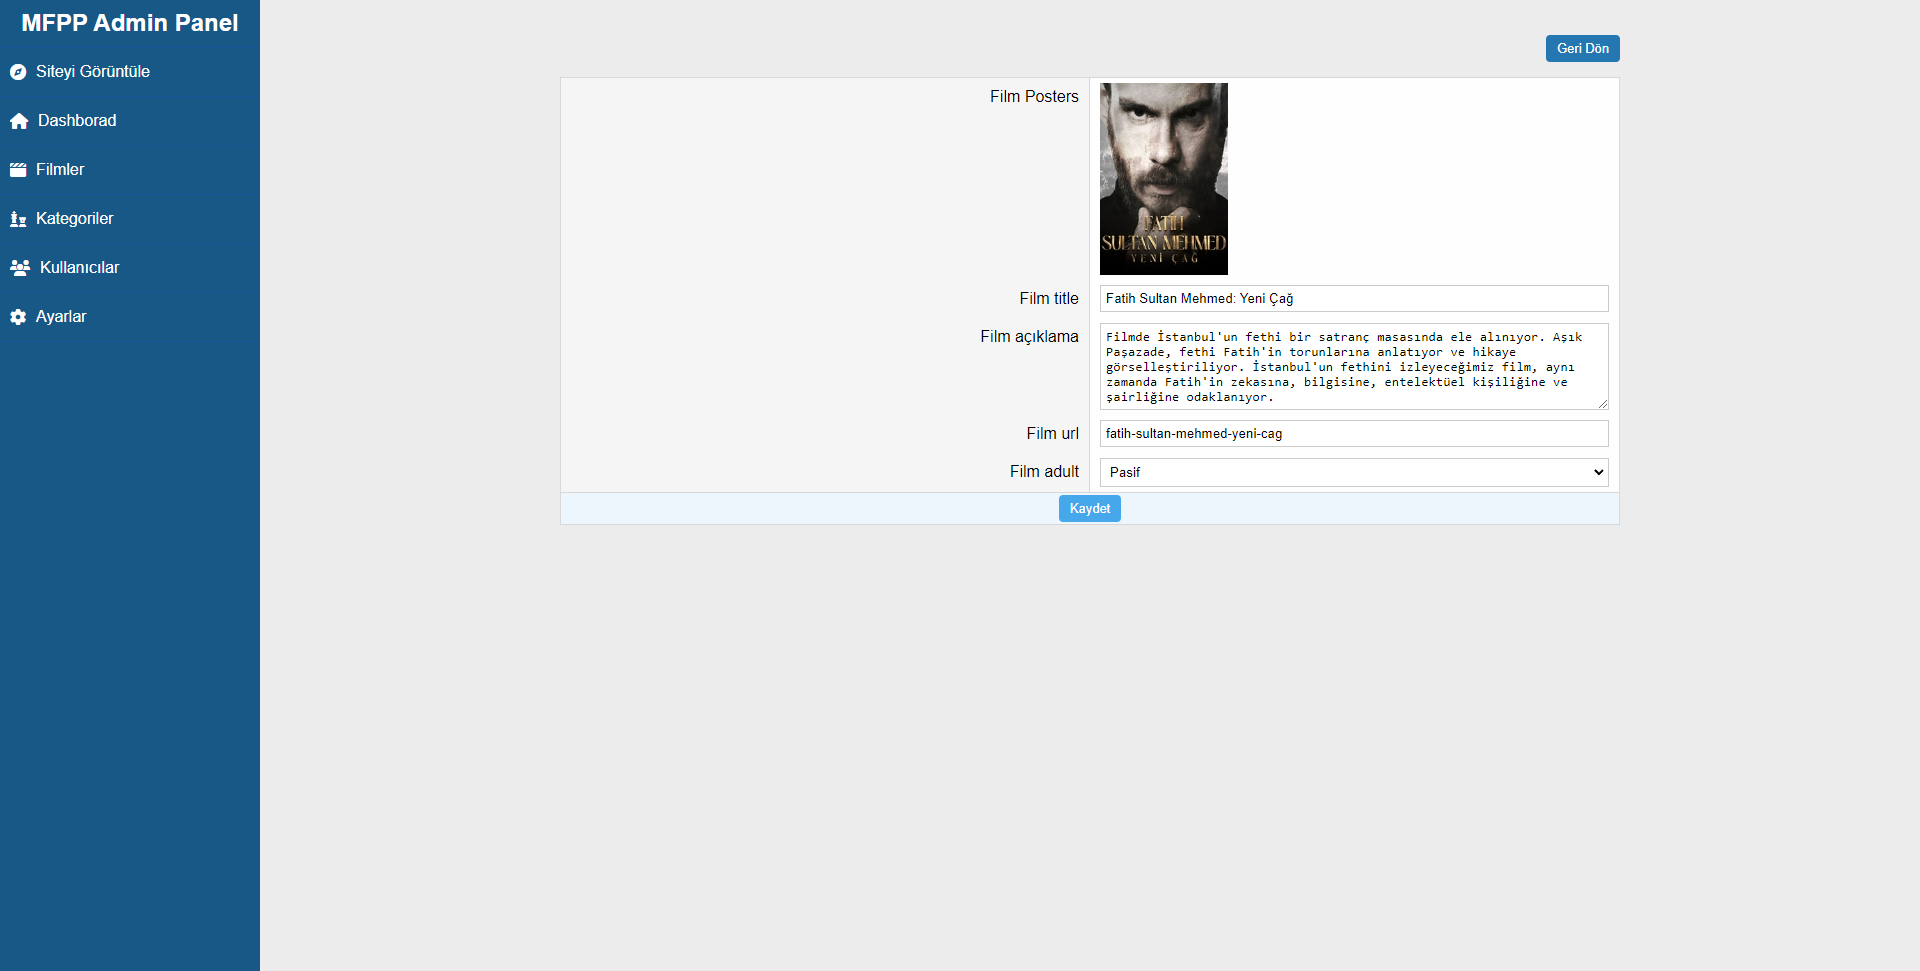 MFPP Admin Panel
Siteyi Görüntüle
Dashborad
Filmler
Kategoriler
Kullanıcılar
Ayarlar
Geri Dön
Film Posters
FATİH
SULTAN MEHMED
YENİ ÇAĞ
Film title
Fatih Sultan Mehmed: Yeni Çağ
Film açıklama
Filmde İstanbul'un fethi bir satranç masasında ele alınıyor. Aşık
Paşazade, fethi Fatih'in torunlarına anlatıyor ve hikaye
görselleştiriliyor. İstanbul'un fethini izleyeceğimiz film, aynı
zamanda Fatih'in zekasına, bilgisine, entelektüel kişiliğine ve
şairliğine odaklanıyor.
Film url
fatih-sultan-mehmed-yeni-cag
Film adult
Pasif
Kaydet